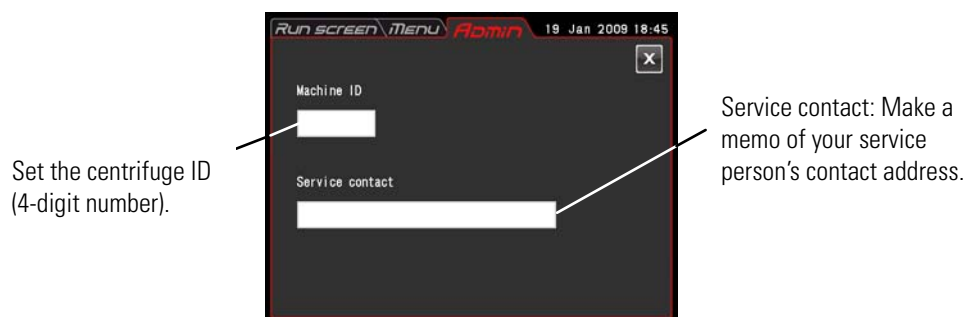 Run screen Menu Admin 19 Jan 2009 18:45
X
Machine ID
Service contact
Set the centrifuge ID
(4-digit number).
Service contact: Make a
memo of your service
person's contact address.